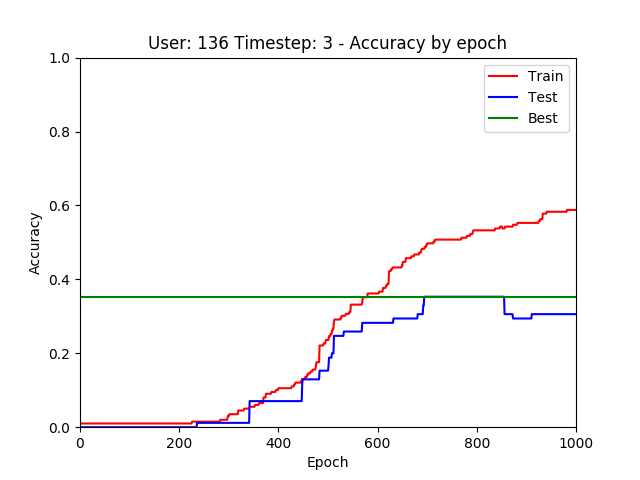 User: 136 Timestep: 3 - Accuracy by epoch
1.0
0.8
0.6
0.4
0.2
0.0
Accuracy
Train
Test
Best
0 200 400 600 800 1000
Epoch